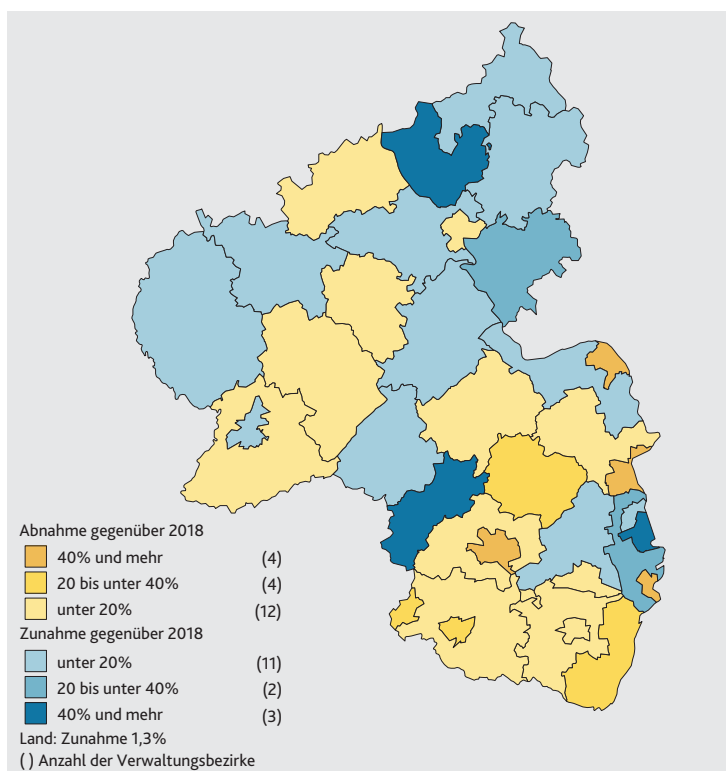 Abnahme gegenüber 2018
40% und mehr (4)
20 bis unter 40% (4)
unter 20% (12)
Zunahme gegenüber 2018
unter 20% (11)
20 bis unter 40% (2)
40% und mehr (3)
Land: Zunahme 1,3%
( ) Anzahl der Verwaltungsbezirke